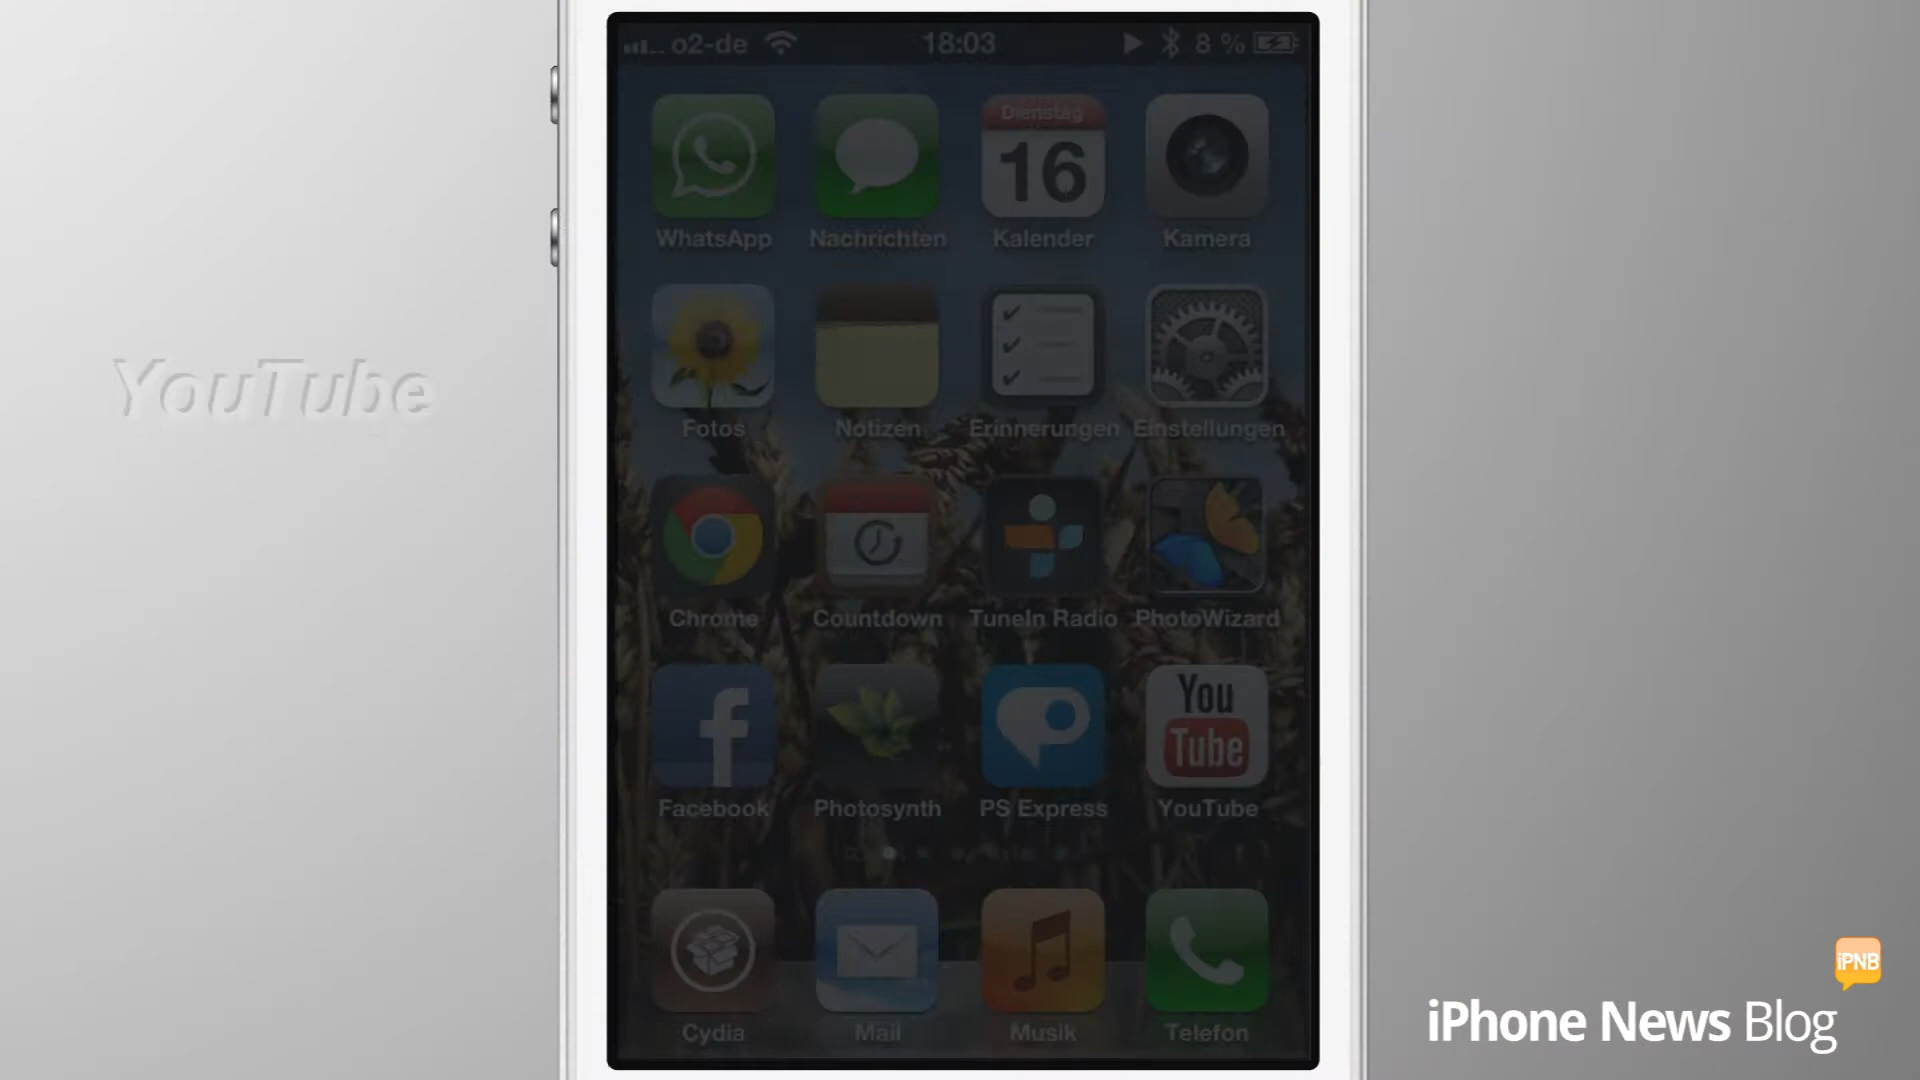 o2-de 18:03 8 %
Dienstag
16
WhatsApp Nachrichten Kalender Kamera
YouTube
Fotos Notizen Erinnerungen Einstellungen
Chrome Countdown TuneIn Radio PhotoWizard
You
Tube
Facebook Photosynth PS Express YouTube
iPNB
iPhone News Blog
Cydia Mail Musik Telefon